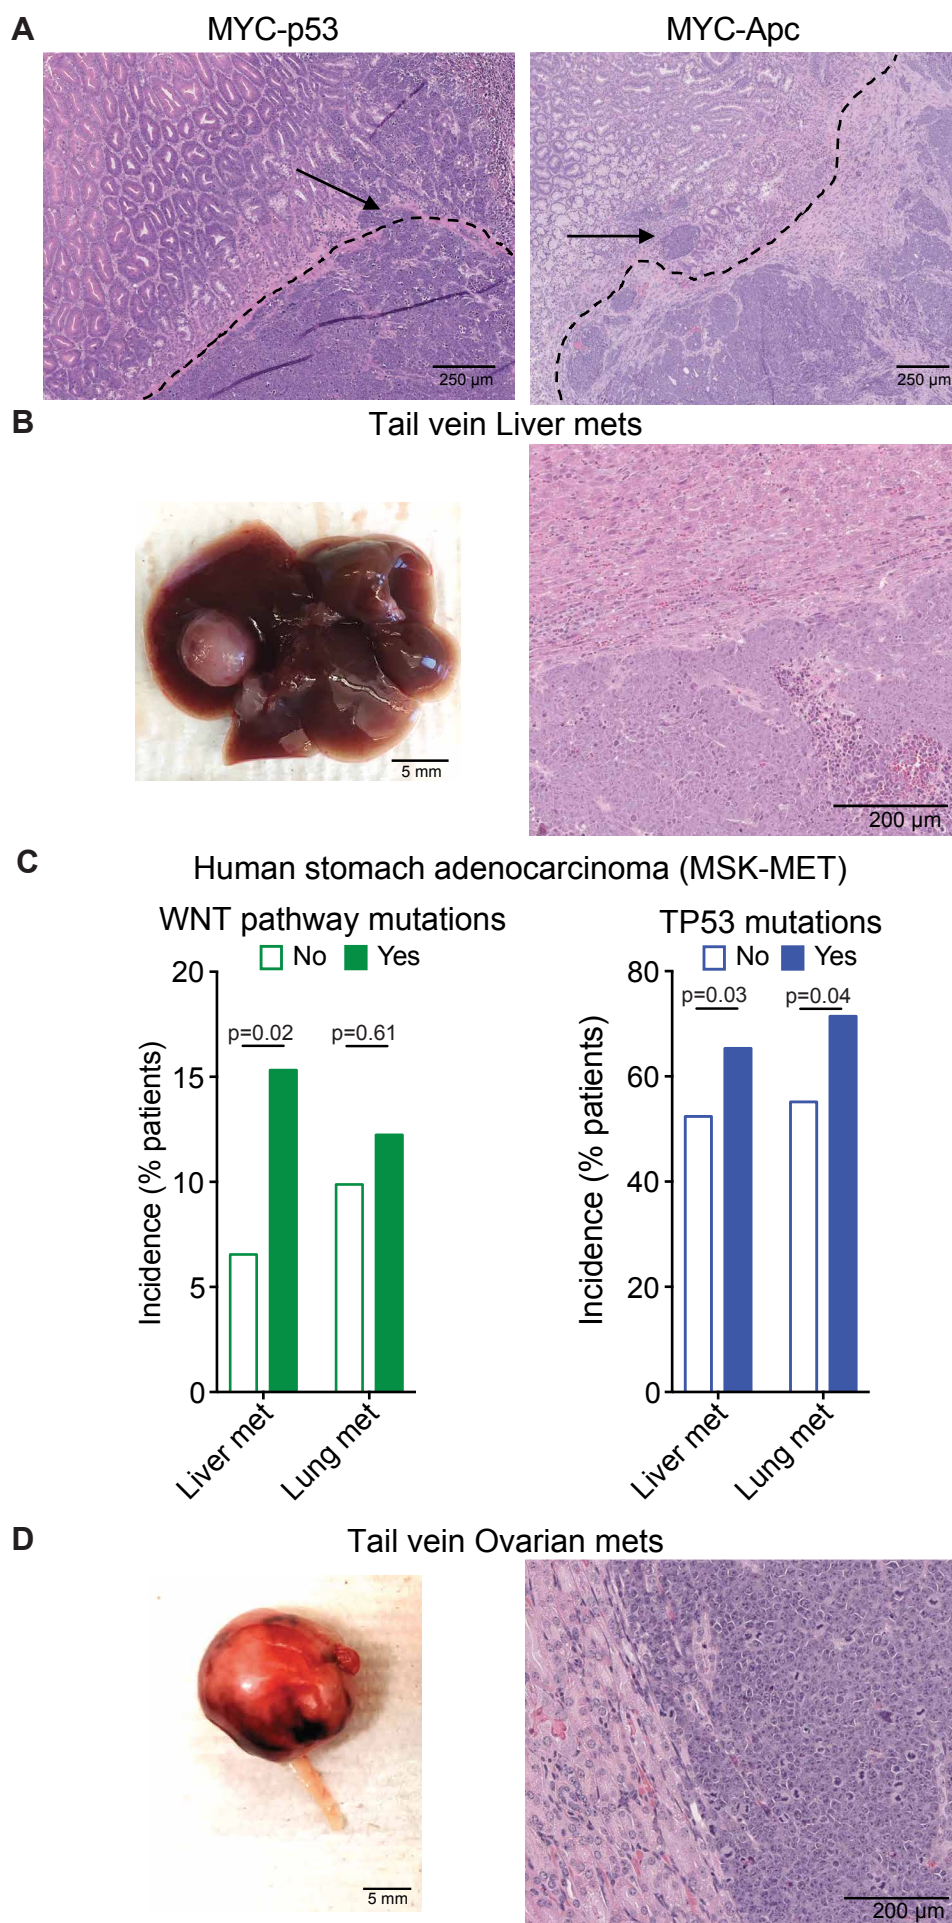 A
MYC-p53
MYC-Apc
250 µm
250 µm
B
Tail vein Liver mets
5 mm
200 µm
C
Human stomach adenocarcinoma (MSK-MET)
WNT pathway mutations
No Yes
Incidence (% patients)
20
15
10
5
0
p=0.02
p=0.61
Liver met
Lung met
TP53 mutations
No Yes
Incidence (% patients)
80
60
40
20
0
p=0.03
p=0.04
Liver met
Lung met
D
Tail vein Ovarian mets
5 mm
200 µm